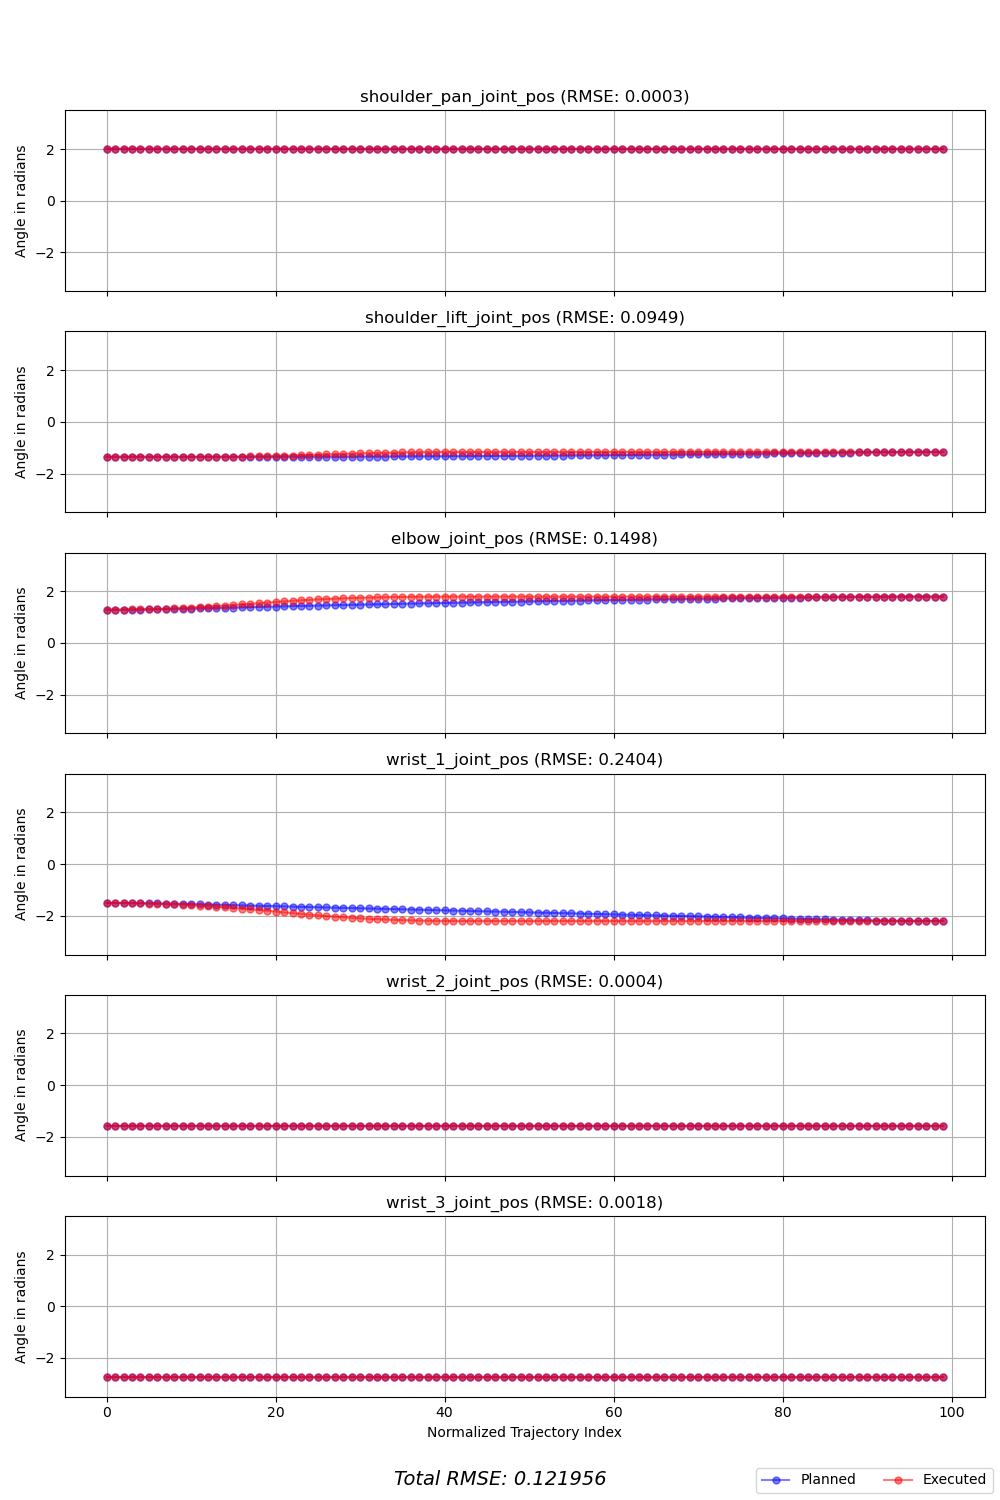 shoulder_pan_joint_pos (RMSE: 0.0003)
Angle in radians
2
0
−2
shoulder_lift_joint_pos (RMSE: 0.0949)
Angle in radians
2
0
−2
elbow_joint_pos (RMSE: 0.1498)
Angle in radians
2
0
−2
wrist_1_joint_pos (RMSE: 0.2404)
Angle in radians
2
0
−2
wrist_2_joint_pos (RMSE: 0.0004)
Angle in radians
2
0
−2
wrist_3_joint_pos (RMSE: 0.0018)
Angle in radians
2
0
−2
0 20 40 60 80 100
Normalized Trajectory Index
Total RMSE: 0.121956
Planned Executed